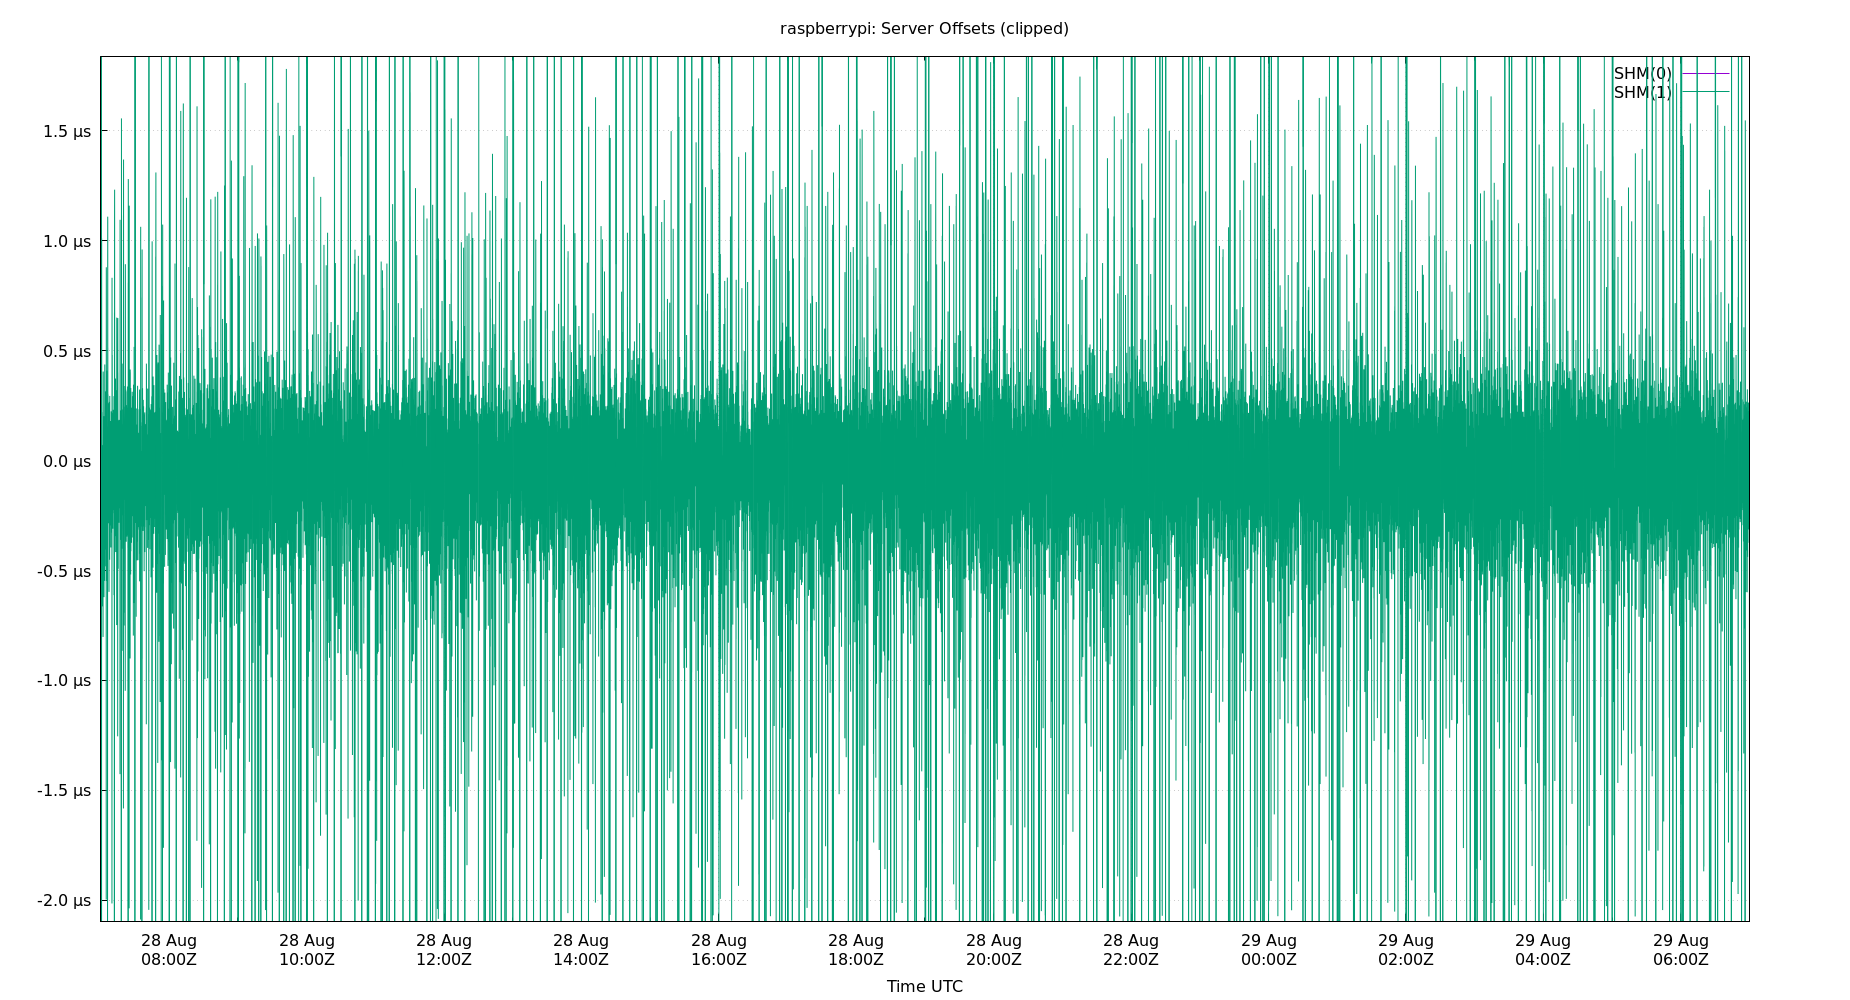 raspberrypi: Server Offsets (clipped)
SHM(0)
SHM(1)
1.5 µs
1.0 µs
0.5 µs
0.0 µs
-0.5 µs
-1.0 µs
-1.5 µs
-2.0 µs
28 Aug 28 Aug 28 Aug 28 Aug 28 Aug 28 Aug 28 Aug 28 Aug 29 Aug 29 Aug 29 Aug 29 Aug
08:00Z 10:00Z 12:00Z 14:00Z 16:00Z 18:00Z 20:00Z 22:00Z 00:00Z 02:00Z 04:00Z 06:00Z
Time UTC